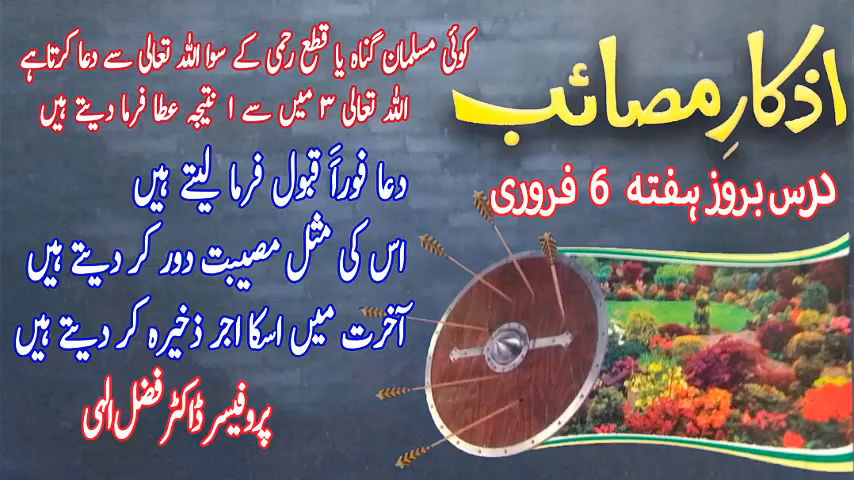 اذکارِ مصائب
درس بروز ہفتہ 6 فروری
کوئی مسلمان گناہ یا قطع رحمی کے سوا اللہ تعالی سے دعا کرتا ہے
اللہ تعالی ۳ میں سے ۱ نتیجہ عطا فرما دیتے ہیں
دعا فوراً قبول فرما لیتے ہیں
اس کی مثل مصیبت دور کر دیتے ہیں
آخرت میں اسکا اجر ذخیرہ کر دیتے ہیں
پروفیسر ڈاکٹر فضل الہی